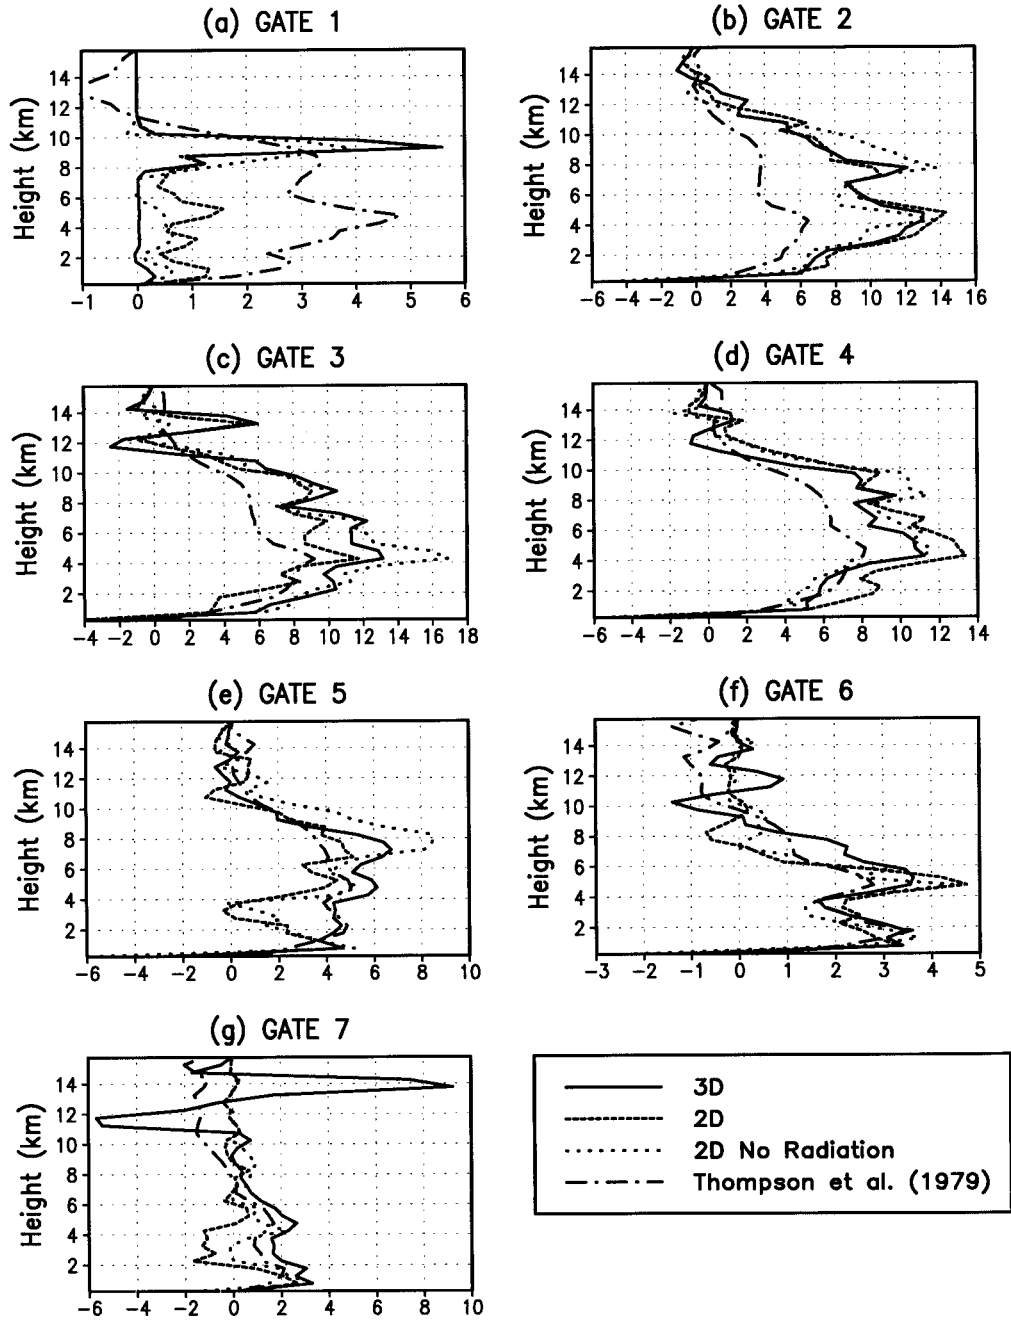 (a) GATE 1
(b) GATE 2
Height (km)
14
12
10
8
6
4
2
-1 0 1 2 3 4 5 6
Height (km)
14
12
10
8
6
4
2
-6 -4 -2 0 2 4 6 8 10 12 14 16
(c) GATE 3
(d) GATE 4
Height (km)
14
12
10
8
6
4
2
-4 -2 0 2 4 6 8 10 12 14 16 18
Height (km)
14
12
10
8
6
4
2
-6 -4 -2 0 2 4 6 8 10 12 14
(e) GATE 5
(f) GATE 6
Height (km)
14
12
10
8
6
4
2
-6 -4 -2 0 2 4 6 8 10
Height (km)
14
12
10
8
6
4
2
-3 -2 -1 0 1 2 3 4 5
(g) GATE 7
Height (km)
14
12
10
8
6
4
2
-6 -4 -2 0 2 4 6 8 10
3D
2D
2D No Radiation
Thompson et al. (1979)